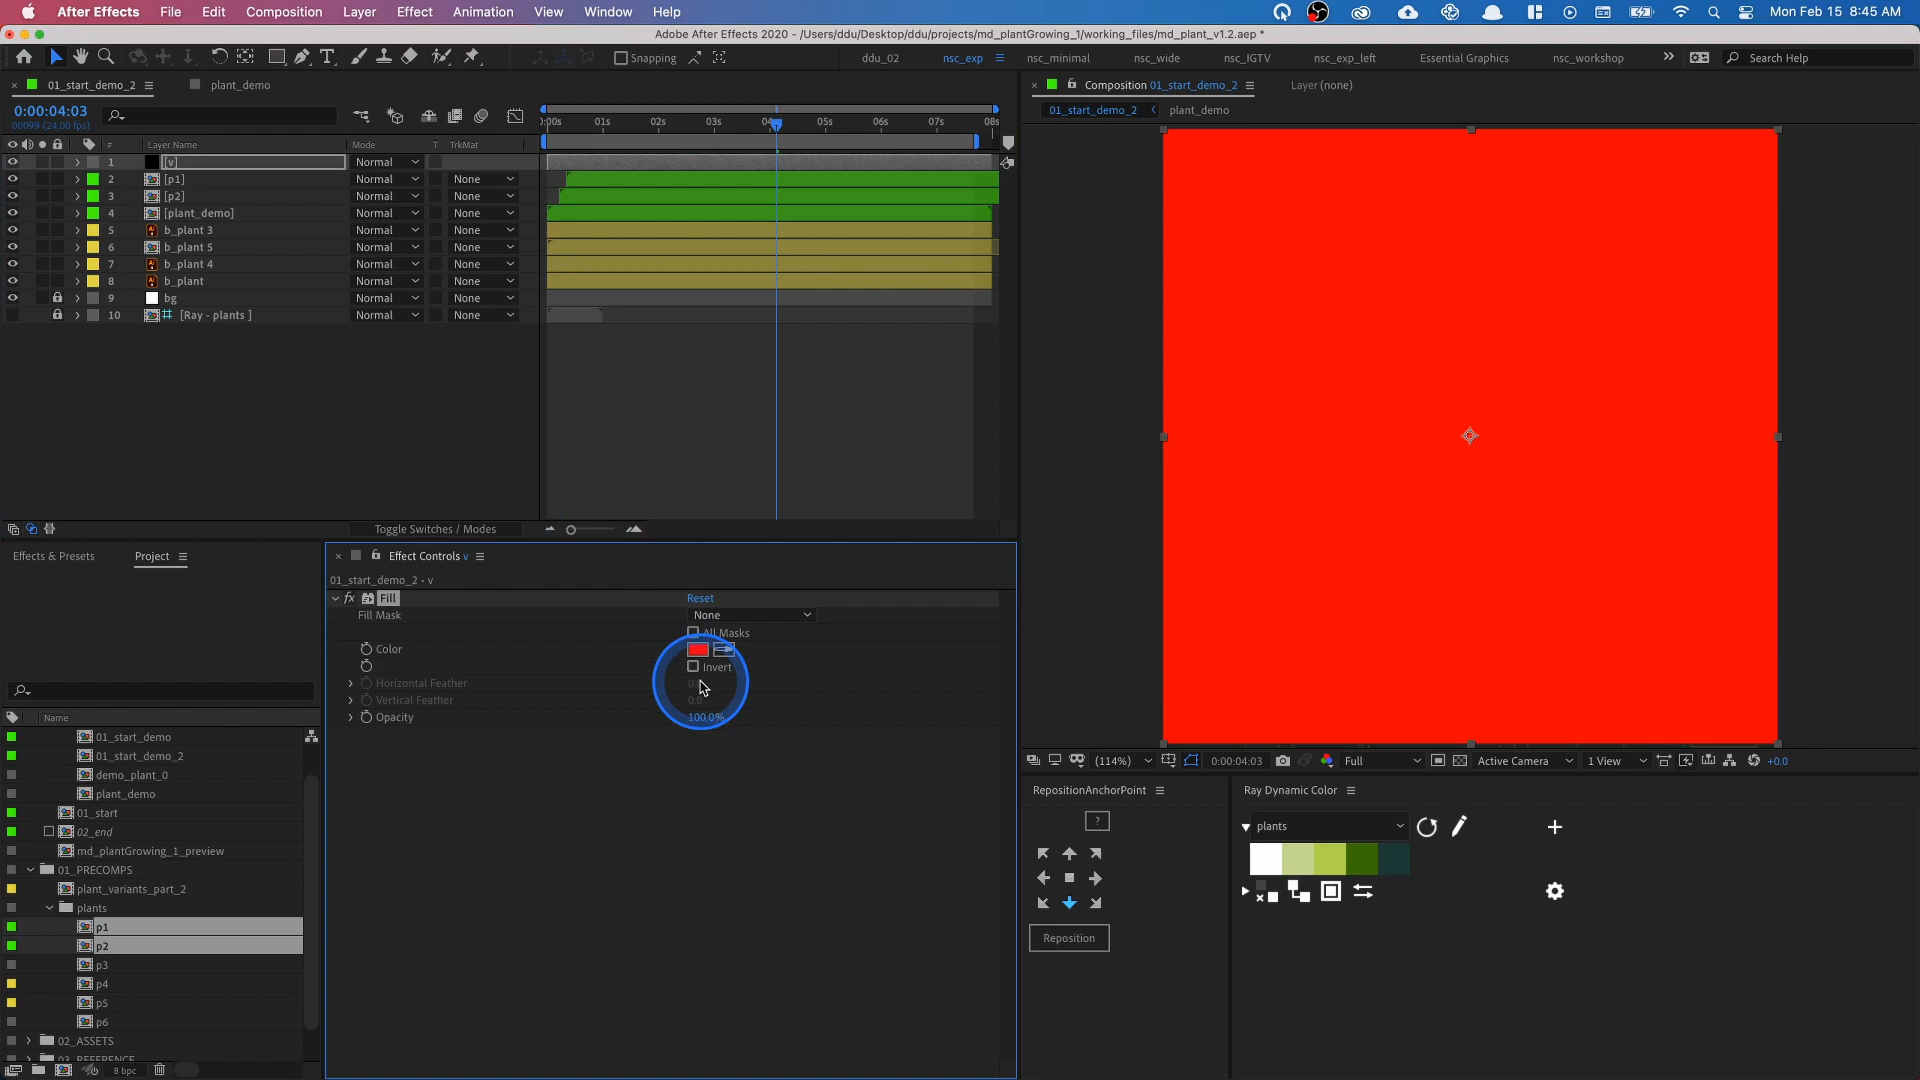 After Effects File Edit Composition Layer Effect Animation View Window Help Mon Feb 15 8:45 AM
Adobe After Effects 2020 - /Users/ddu/Desktop/ddu/projects/md_plantGrowing_1/working_files/md_plant_v1.2.aep *
Snapping ddu_02 nsc_exp nsc_minimal nsc_wide nsc_IGTV nsc_exp_left Essential Graphics nsc_workshop Search Help
01_start_demo_2 plant_demo
Composition 01_start_demo_2 Layer (none)
0:00:04:03
00099 (24.00 fps)
01_start_demo_2 plant_demo
:00s 01s 02s 03s 05s 06s 07s 08s
# Layer Name Mode T TrkMat
1 [v] Normal
2 [p1] Normal None
3 [p2] Normal None
4 [plant_demo] Normal None
5 b_plant 3 Normal None
6 b_plant 5 Normal None
7 b_plant 4 Normal None
8 b_plant Normal None
9 bg Normal None
10 [Ray - plants ] Normal None
Toggle Switches / Modes
Effects & Presets Project
Effect Controls v
01_start_demo_2 • v
fx Fill Reset
Fill Mask None
All Masks
Color
Invert
Horizontal Feather
Vertical Feather 0.0
Opacity 100.0%
Name
01_start_demo
01_start_demo_2
demo_plant_0
plant_demo
01_start
02_end
md_plantGrowing_1_preview
01_PRECOMPS
plant_variants_part_2
plants
p1
p2
p3
p4
p5
p6
02_ASSETS
03_REFERENCE
8 bpc
(114%) 0:00:04:03 Full Active Camera 1 View +0.0
RepositionAnchorPoint
?
Reposition
Ray Dynamic Color
plants